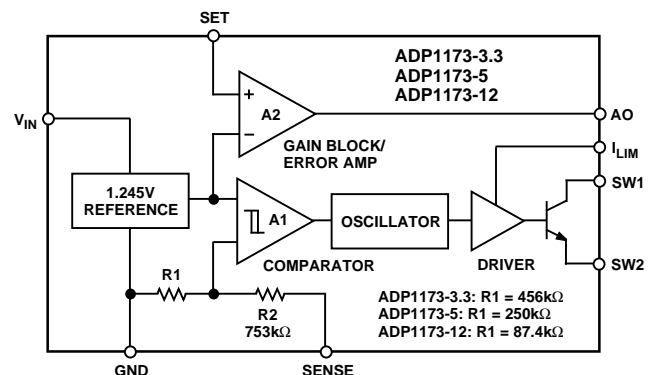 SET
ADP1173-3.3
ADP1173-5
ADP1173-12
VIN
A2
+
−
GAIN BLOCK/
ERROR AMP
AO
ILIM
1.245V
REFERENCE
A1
OSCILLATOR
SW1
R1
COMPARATOR
DRIVER
SW2
R2
753kΩ
ADP1173-3.3: R1 = 456kΩ
ADP1173-5: R1 = 250kΩ
ADP1173-12: R1 = 87.4kΩ
GND
SENSE